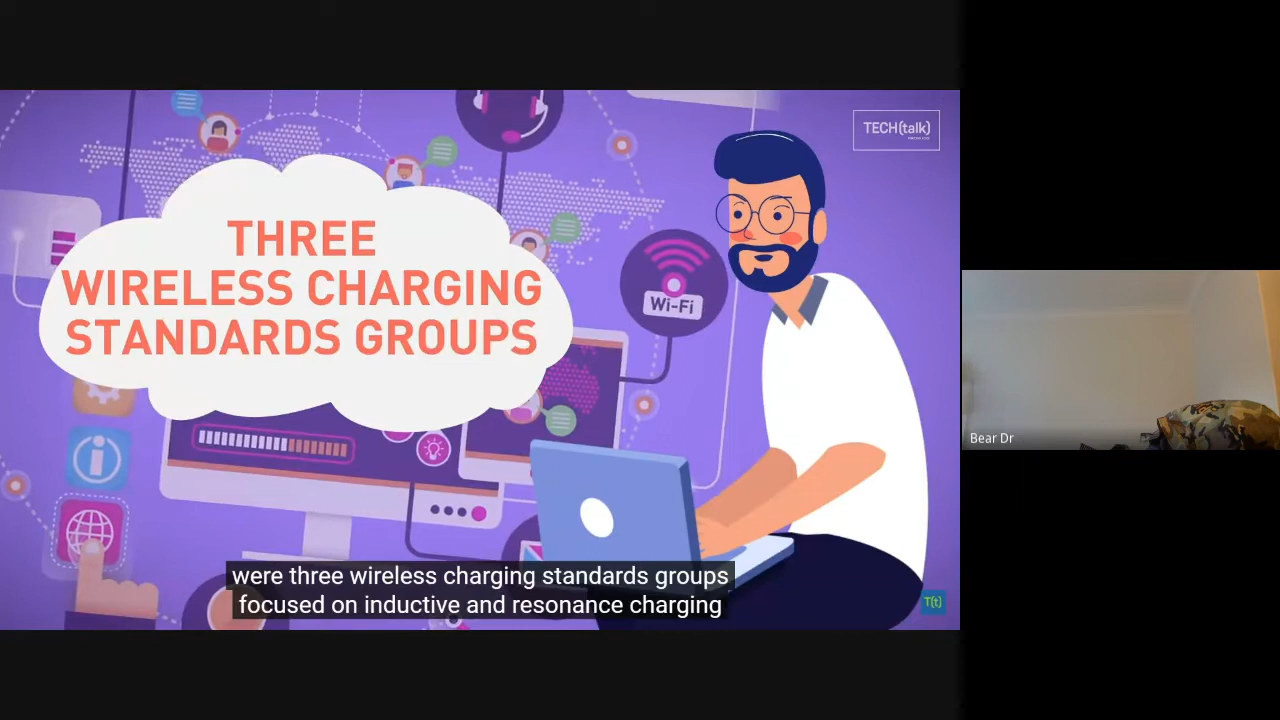 TECH(talk)
THREE
WIRELESS CHARGING
STANDARDS GROUPS
Wi-Fi
were three wireless charging standards groups
focused on inductive and resonance charging
T(t)
Bear Dr